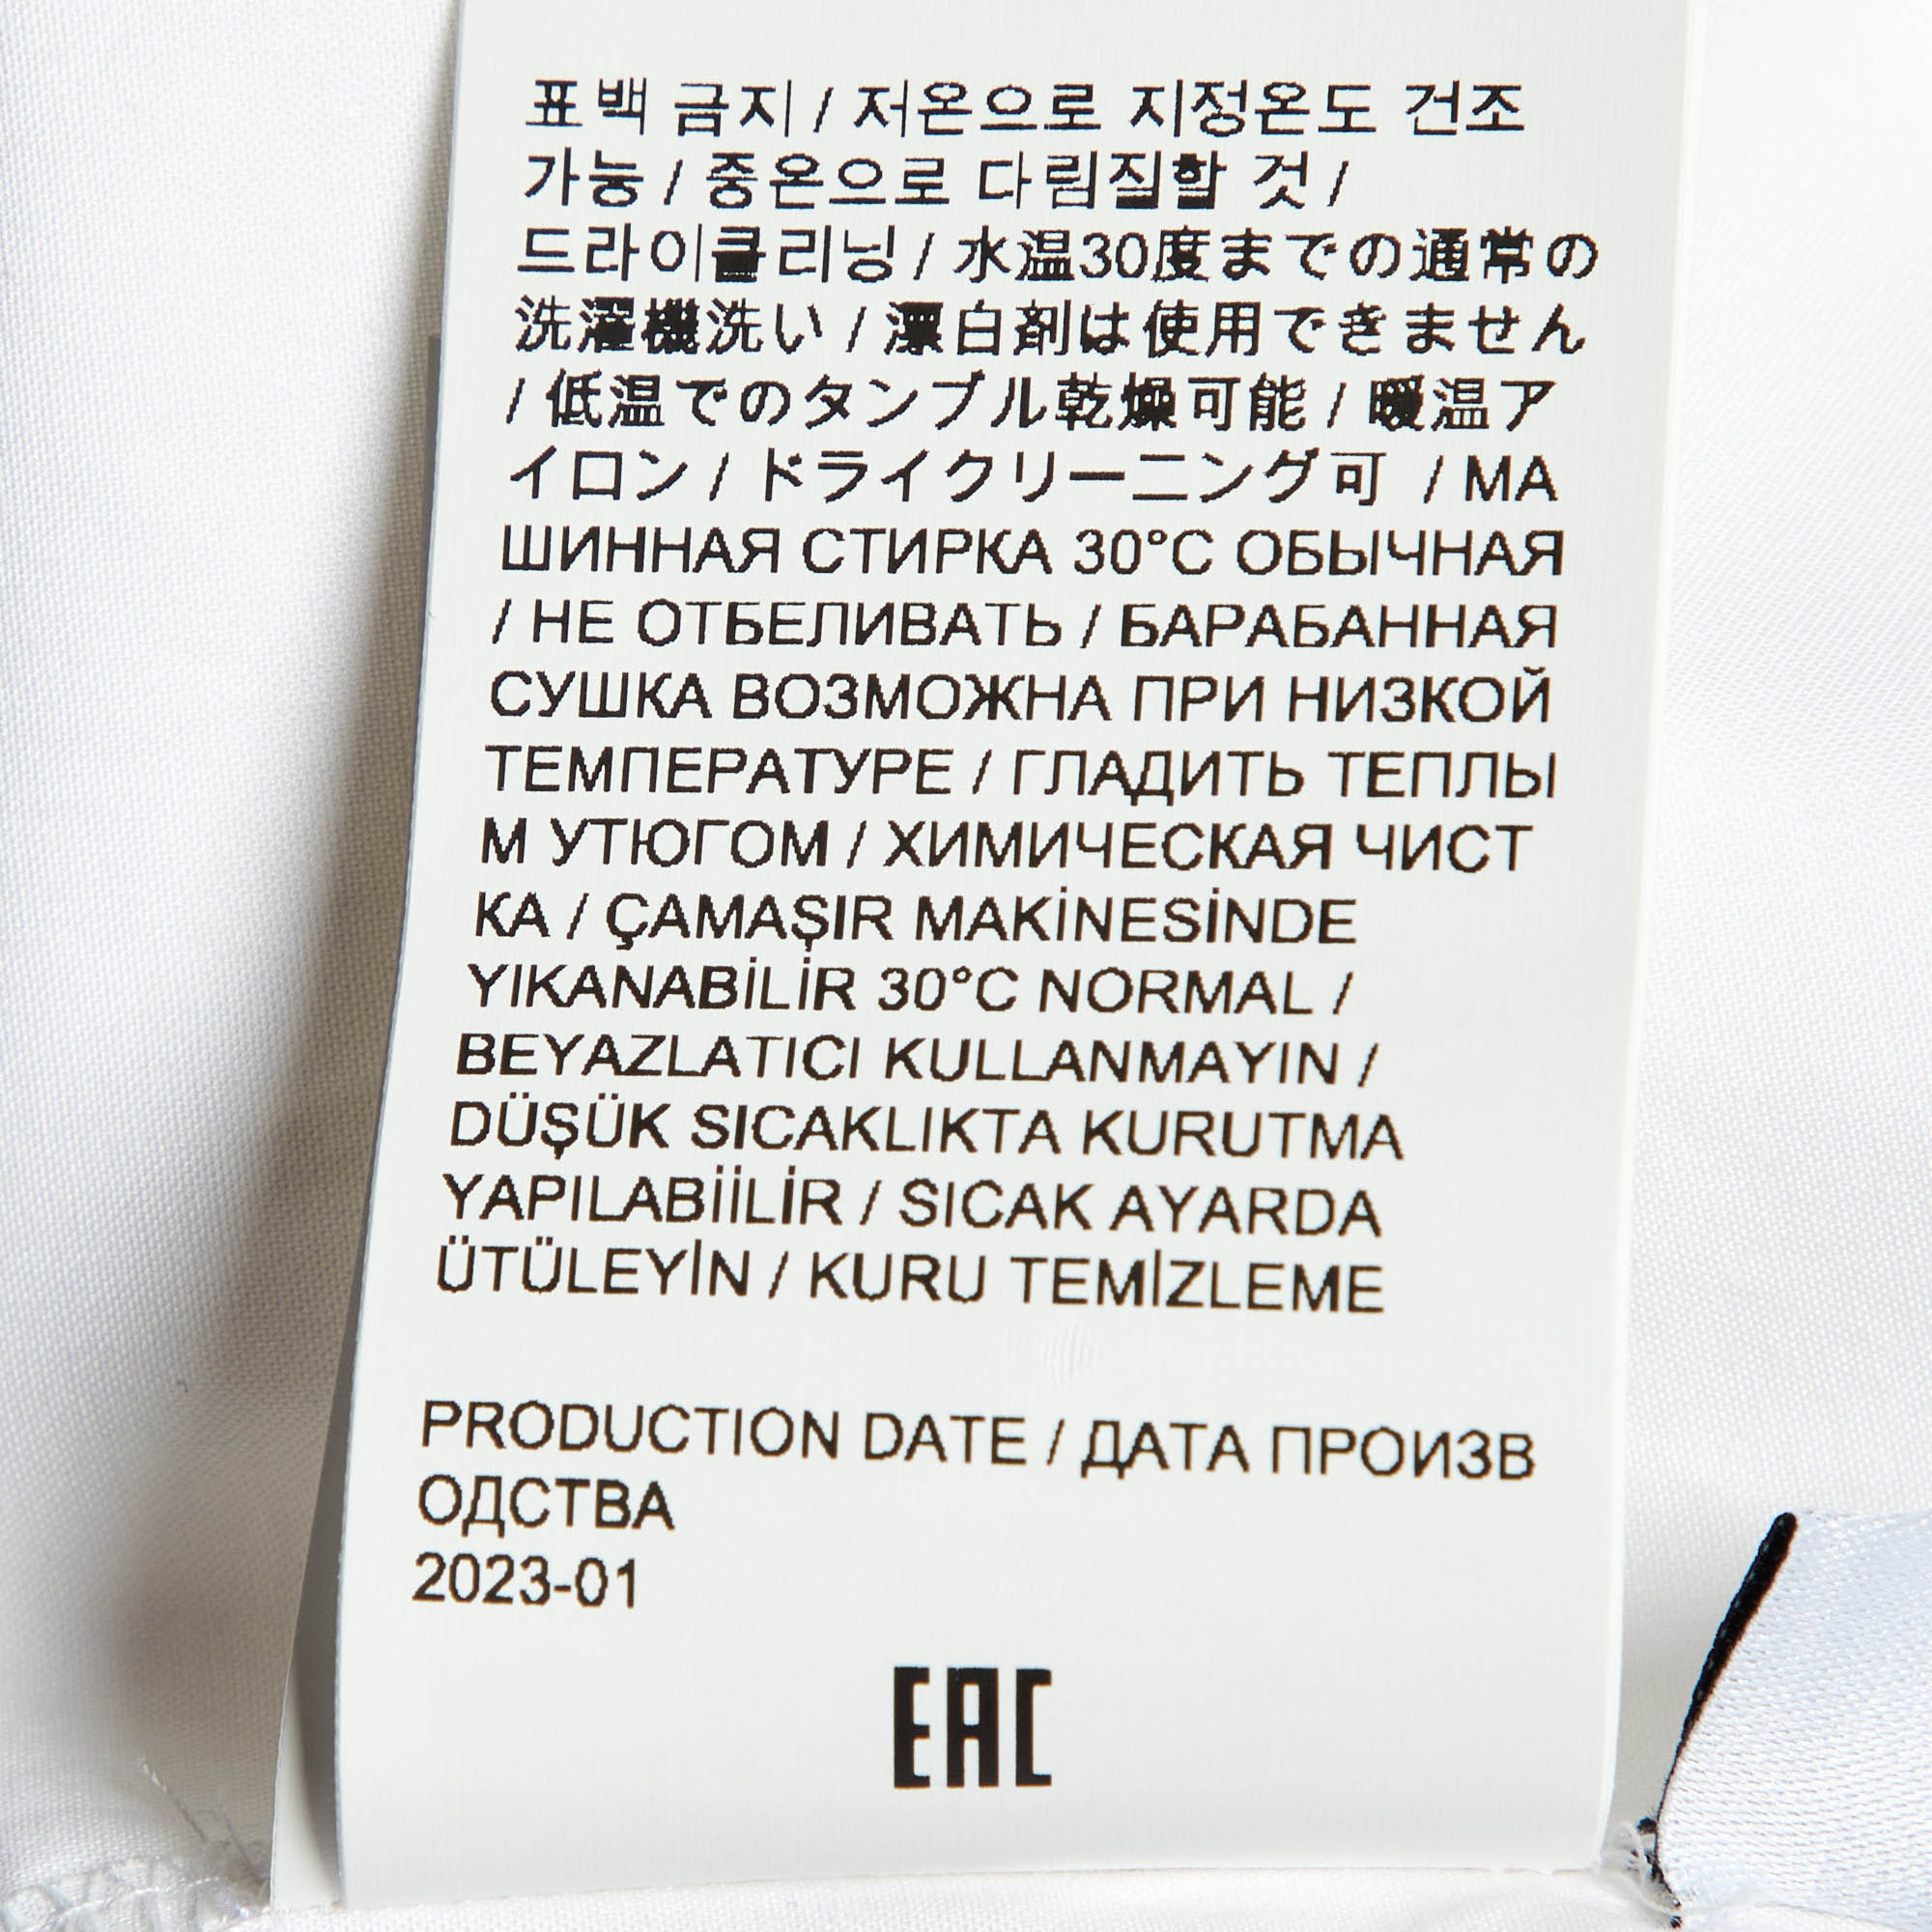 표백 금지 / 저온으로 지정온도 건조
가능 / 중온으로 다림질할 것 /
드라이클리닝 / 水温30度までの通常の
洗濯機洗い / 漂白剤は使用できません
/ 低温でのタンブル乾燥可能 / 暖温ア
イロン / ドライクリーニング可 / МА
ШИННАЯ СТИРКА 30°C ОБЫЧНАЯ
/ НЕ ОТБЕЛИВАТЬ / БАРАБАННАЯ
СУШКА ВОЗМОЖНА ПРИ НИЗКОЙ
ТЕМПЕРАТУРЕ / ГЛАДИТЬ ТЕПЛЫ
М УТЮГОМ / ХИМИЧЕСКАЯ ЧИСТ
КА / ÇAMAŞIR MAKİNESİNDE
YIKANABİLİR 30°C NORMAL /
BEYAZLATICI KULLANMAYIN /
DÜŞÜK SICAKLIKTA KURUTMA
YAPILABİİLİR / SICAK AYARDA
ÜTÜLEYİN / KURU TEMİZLEME
PRODUCTION DATE / ДАТА ПРОИЗВ
ОДСТВА
2023-01
EAC